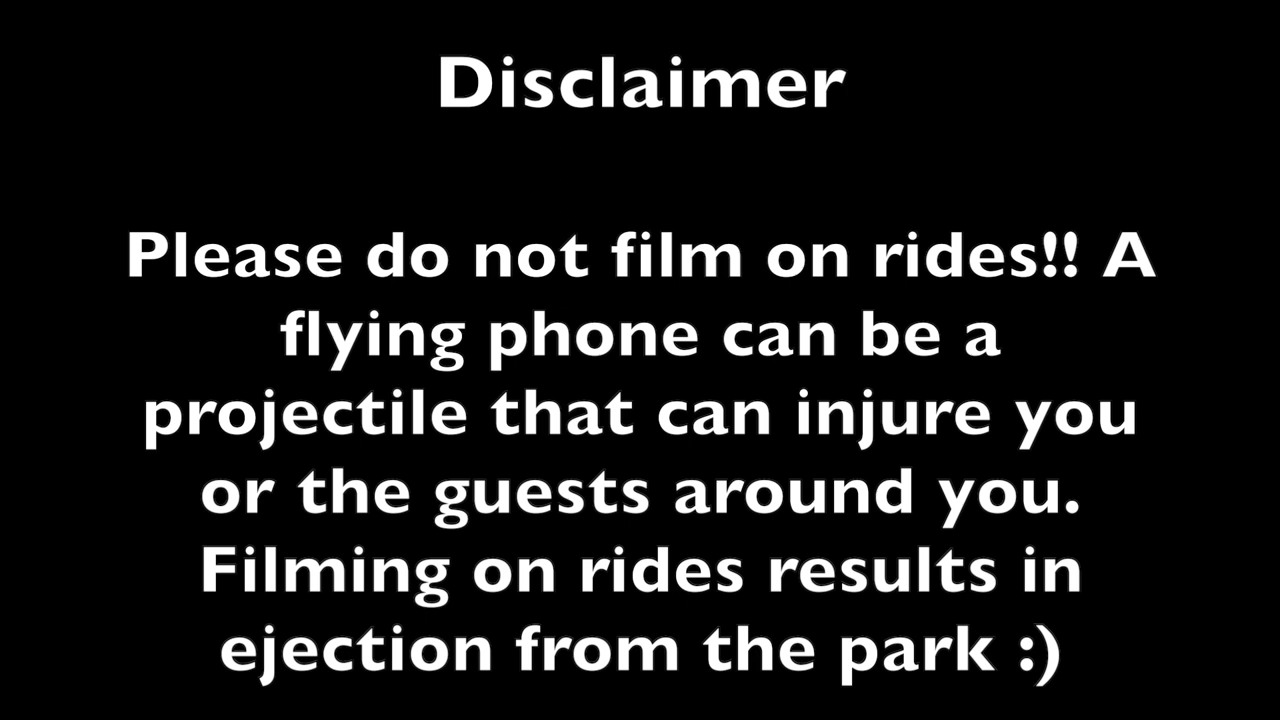 Disclaimer
Please do not film on rides!! A
flying phone can be a
projectile that can injure you
or the guests around you.
Filming on rides results in
ejection from the park :)